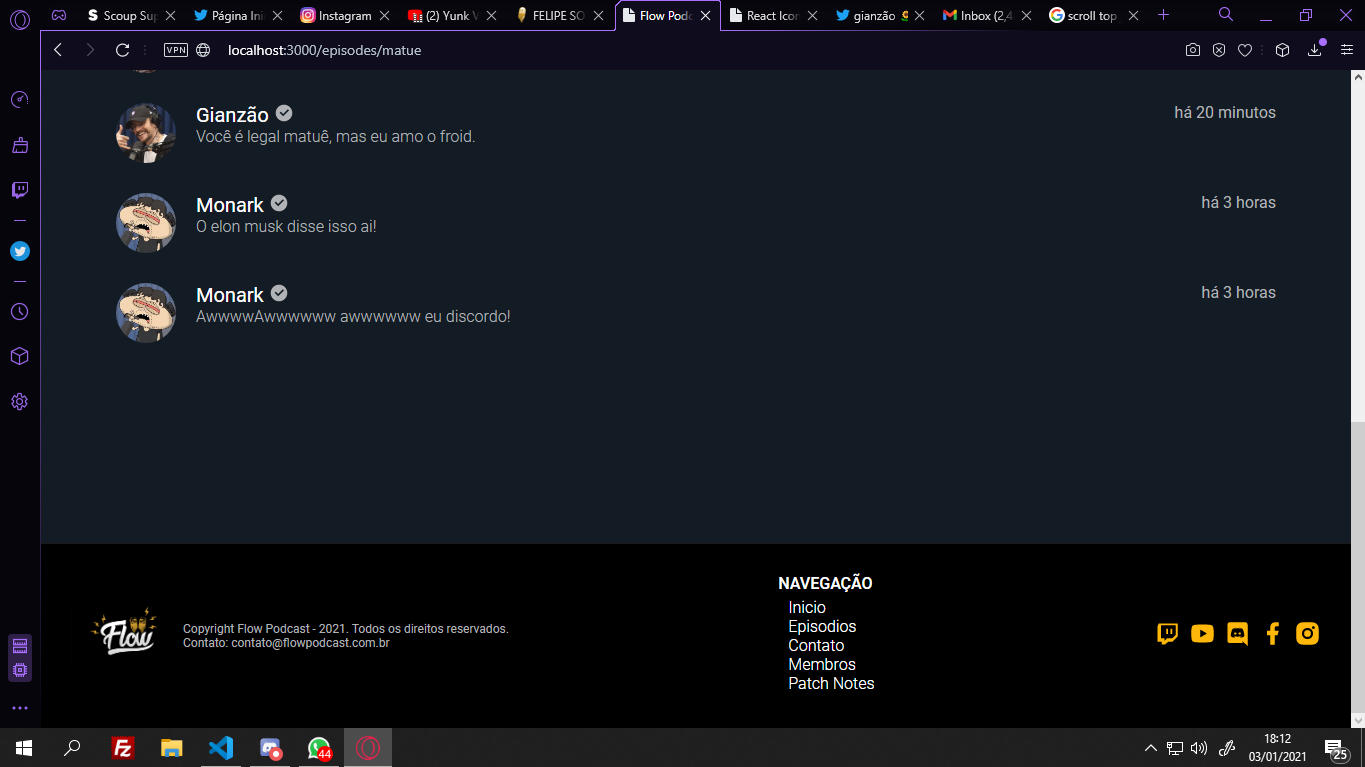 Scoup Sup
Página Ini
Instagram
(2) Yunk V
FELIPE SO
Flow Podc
React Icon
gianzão
Inbox (2,4
scroll top
VPN
localhost:3000/episodes/matue
Gianzão
há 20 minutos
Você é legal matuê, mas eu amo o froid.
Monark
há 3 horas
O elon musk disse isso ai!
Monark
há 3 horas
AwwwwAwwwwww awwwwww eu discordo!
NAVEGAÇÃO
Inicio
Episodios
Contato
Membros
Patch Notes
Flow
Copyright Flow Podcast - 2021. Todos os direitos reservados.
Contato: contato@flowpodcast.com.br
Fz
44
18:12
03/01/2021
25